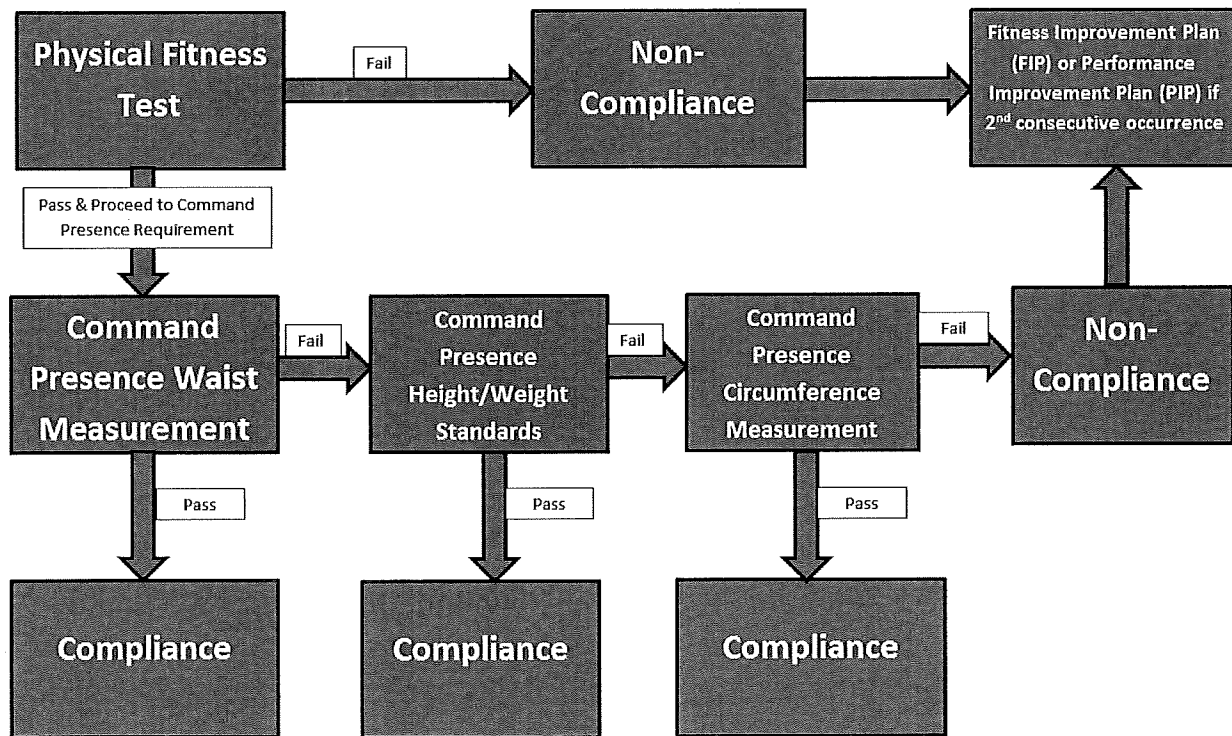 Physical Fitness
Test
Fail
Non-
Compliance
Fitness Improvement Plan
(FIP) or Performance
Improvement Plan (PIP) if
2nd consecutive occurrence
Pass & Proceed to Command
Presence Requirement
Command
Presence Waist
Measurement
Fail
Command
Presence
Height/Weight
Standards
Fail
Command
Presence
Circumference
Measurement
Fail
Non-
Compliance
Pass
Pass
Pass
Compliance
Compliance
Compliance